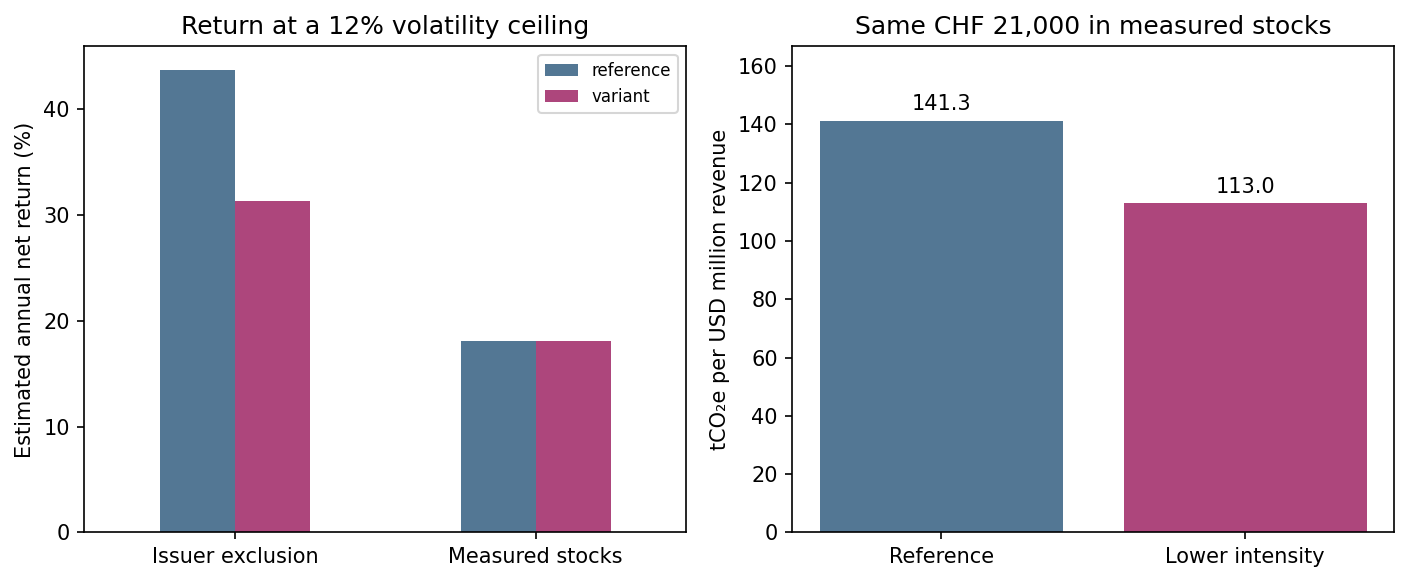 Return at a 12% volatility ceiling
Estimated annual net return (%)
40
30
20
10
0
reference
variant
Issuer exclusion
Measured stocks
Same CHF 21,000 in measured stocks
tCO₂e per USD million revenue
160
140
120
100
80
60
40
20
0
141.3
113.0
Reference
Lower intensity